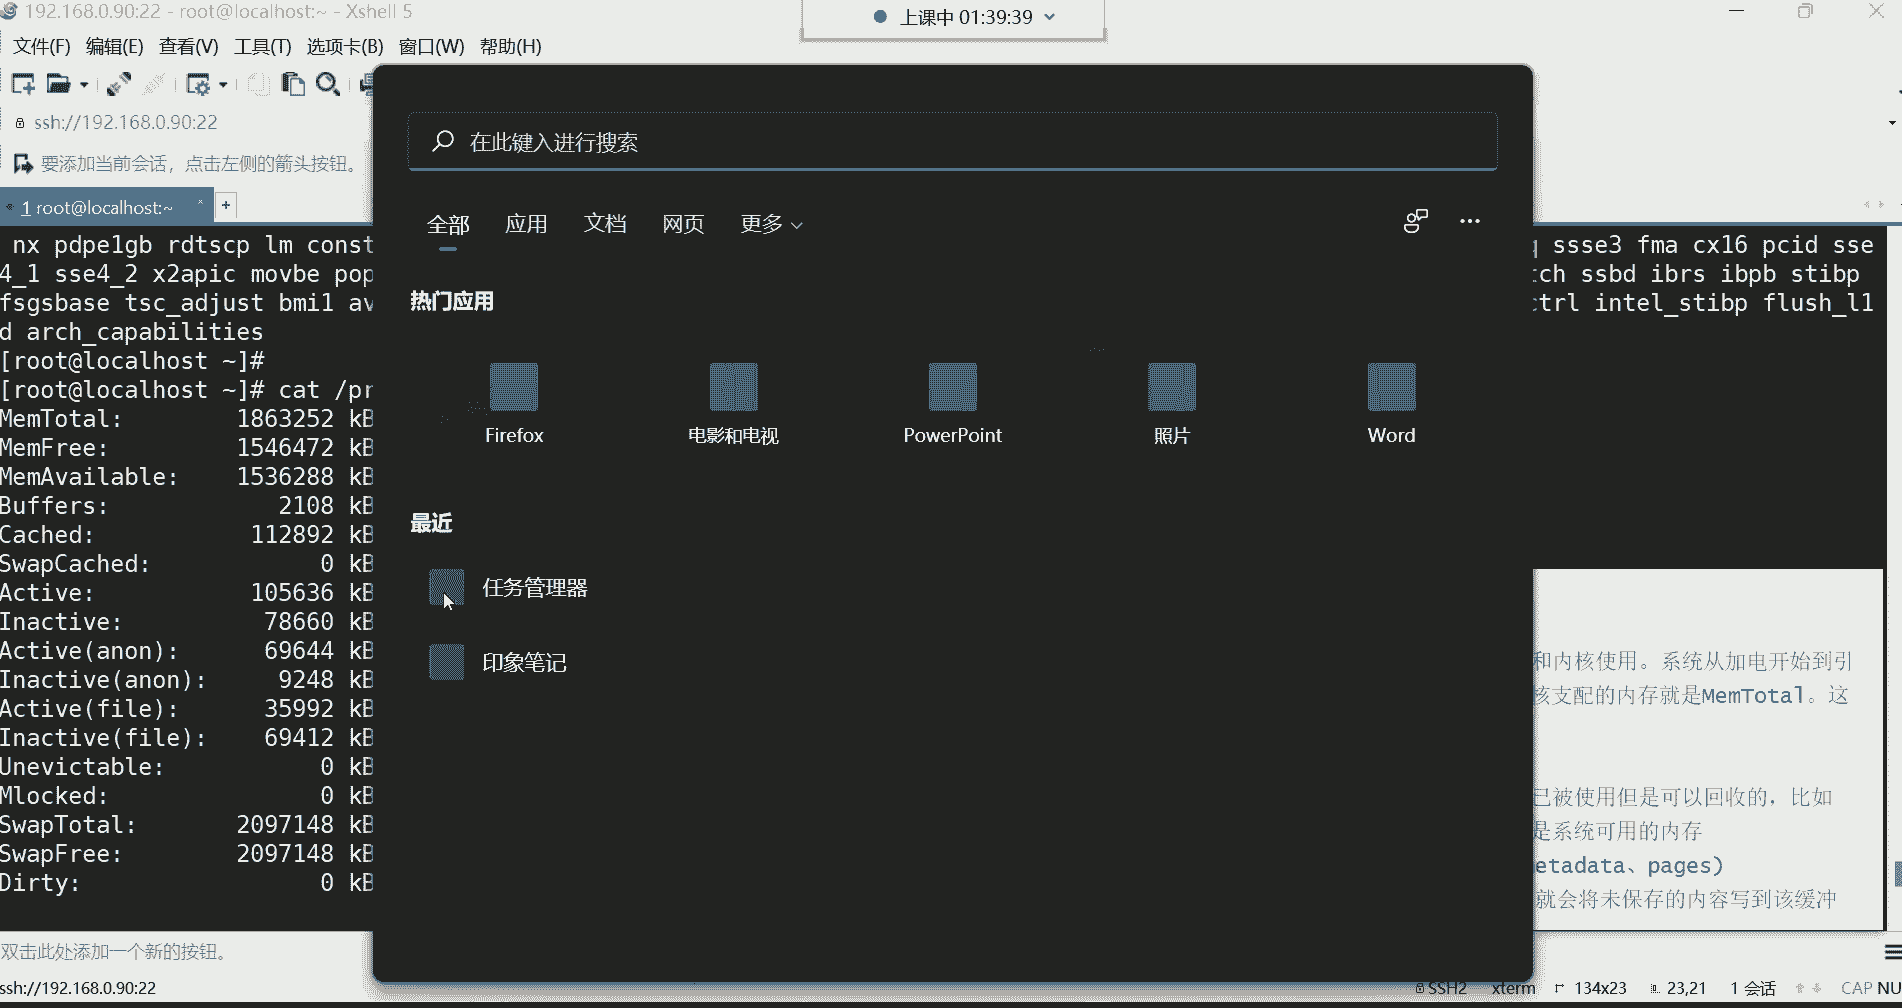 192.168.0.90:22 - root@localhost:~ - Xshell 5
上课中 01:39:39
文件(F) 编辑(E) 查看(V) 工具(T) 选项卡(B) 窗口(W) 帮助(H)
ssh://192.168.0.90:22
要添加当前会话，点击左侧的箭头按钮。
1 root@localhost:~
+
在此键入进行搜索
全部 应用 文档 网页 更多
热门应用
Firefox 电影和电视 PowerPoint 照片 Word
最近
任务管理器
印象笔记
nx pdpe1gb rdtscp lm const
ssse3 fma cx16 pcid sse
4_1 sse4_2 x2apic movbe pop
tch ssbd ibrs ibpb stibp
fsgsbase tsc_adjust bmi1 av
ctrl intel_stibp flush_l1
d arch_capabilities
[root@localhost ~]#
[root@localhost ~]# cat /pr
MemTotal: 1863252 kB
MemFree: 1546472 kB
MemAvailable: 1536288 kB
Buffers: 2108 kB
Cached: 112892 kB
SwapCached: 0 kB
Active: 105636 kB
Inactive: 78660 kB
Active(anon): 69644 kB
Inactive(anon): 9248 kB
Active(file): 35992 kB
Inactive(file): 69412 kB
Unevictable: 0 kB
Mlocked: 0 kB
SwapTotal: 2097148 kB
SwapFree: 2097148 kB
Dirty: 0 kB
和内核使用。系统从加电开始到引
核支配的内存就是MemTotal。这
已被使用但是可以回收的，比如
是系统可用的内存
etadata、pages)
就会将未保存的内容写到该缓冲
双击此处添加一个新的按钮。
ssh://192.168.0.90:22
SSH2 xterm 134x23 23,21 1 会话 CAP NU